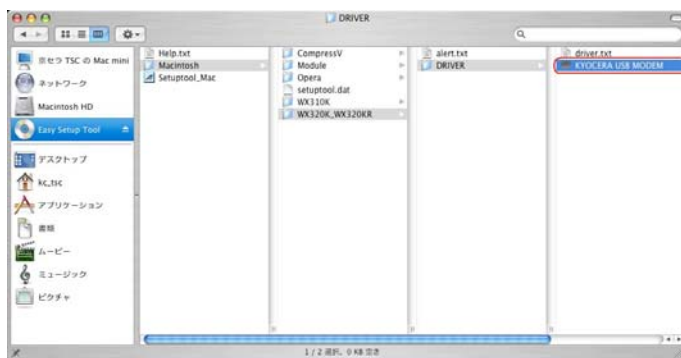 DRIVER
京セラ TSC の Mac mini
ネットワーク
Macintosh HD
Easy Setup Tool
デスクトップ
kc_tsc
アプリケーション
書類
ムービー
ミュージック
ピクチャ
Help.txt
Macintosh
Setuptool_Mac
CompressV
Module
Opera
setuptool.dat
WX310K
WX320K_WX320KR
alert.txt
DRIVER
driver.txt
KYOCERA USB MODEM
1 / 2 選択、0 KB 空き